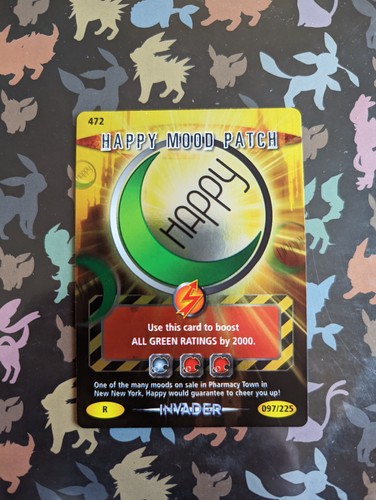 472
HAPPY MOOD PATCH
HAPPY
Use this card to boost
ALL GREEN RATINGS by 2000.
One of the many moods on sale in Pharmacy Town in
New New York, Happy would guarantee to cheer you up!
R
INVADER
097/225